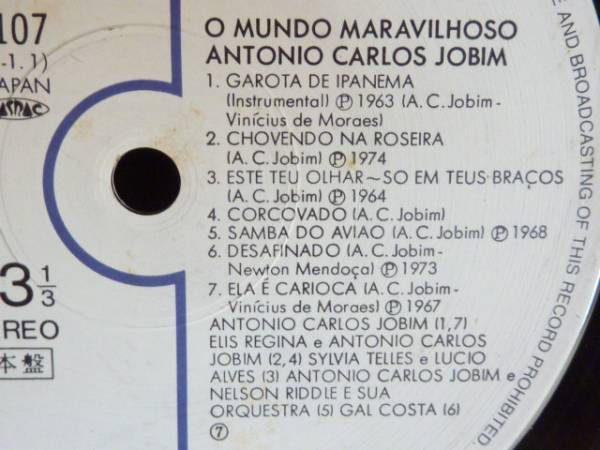 107
-1.1)
JAPAN
3 1/3
STEREO
本盤
O MUNDO MARAVILHOSO
ANTONIO CARLOS JOBIM
1. GAROTA DE IPANEMA
(Instrumental) Ⓟ 1963 (A.C.Jobim-
Vinícius de Moraes)
2. CHOVENDO NA ROSEIRA
(A.C.Jobim) Ⓟ 1974
3. ESTE TEU OLHAR~SO EM TEUS BRAÇOS
(A.C.Jobim) Ⓟ 1964
4. CORCOVADO (A.C.Jobim)
5. SAMBA DO AVIAO (A.C.Jobim) Ⓟ 1968
6. DESAFINADO (A.C.Jobim-
Newton Mendoça) Ⓟ 1973
7. ELA É CARIOCA (A.C.Jobim-
Vinícius de Moraes) Ⓟ 1967
ANTONIO CARLOS JOBIM (1,7)
ELIS REGINA e ANTONIO CARLOS
JOBIM (2,4) SYLVIA TELLES e LUCIO
ALVES (3) ANTONIO CARLOS JOBIM e
NELSON RIDDLE E SUA
ORQUESTRA (5) GAL COSTA (6)
⑦
AND BROADCASTING OF THIS RECORD PROHIBITED.